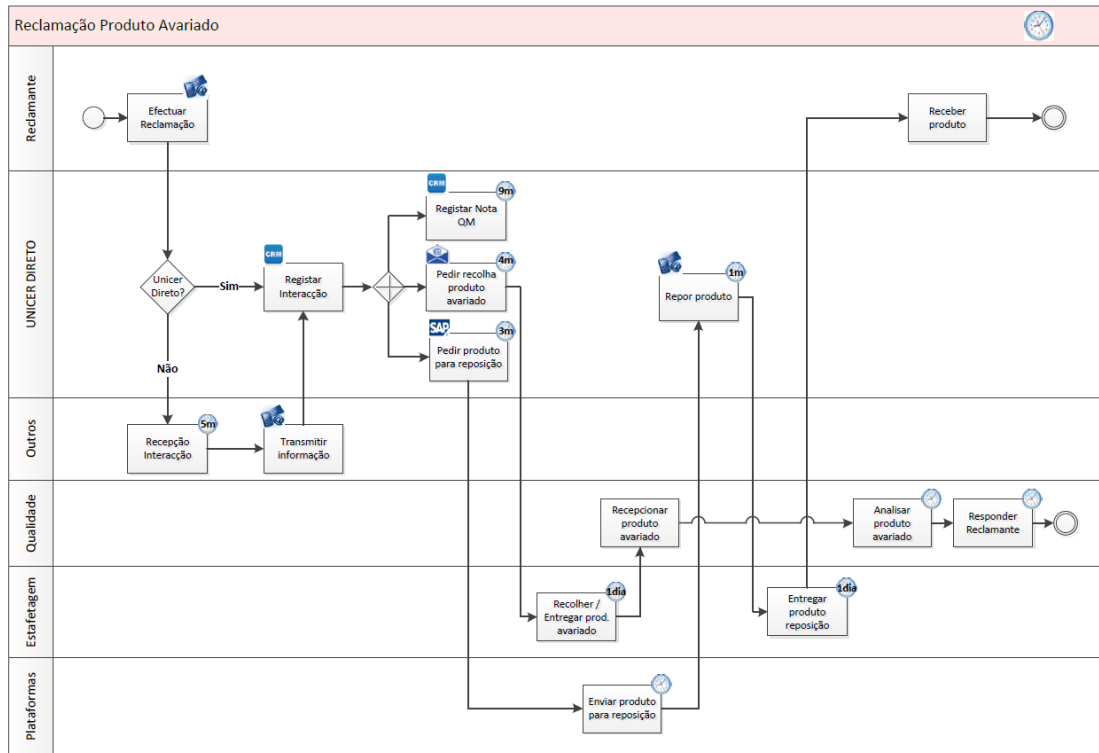 Reclamação Produto Avariado
Reclamante
Efectuar
Reclamação
Receber
produto
UNICER DIRETO
CRM
9m
Registar Nota
QM
CRM
Registar
Interacção
@
4m
Pedir recolha
produto
avariado
SAP
3m
Pedir produto
para reposição
1m
Repor produto
Unicer
Direto?
Sim
Não
Outros
5m
Recepção
Interacção
Transmitir
informação
Qualidade
Recepcionar
produto
avariado
Analisar
produto
avariado
Responder
Reclamante
Estafetagem
1dia
Recolher /
Entregar prod.
avariado
1dia
Entregar
produto
reposição
Plataformas
Enviar produto
para reposição